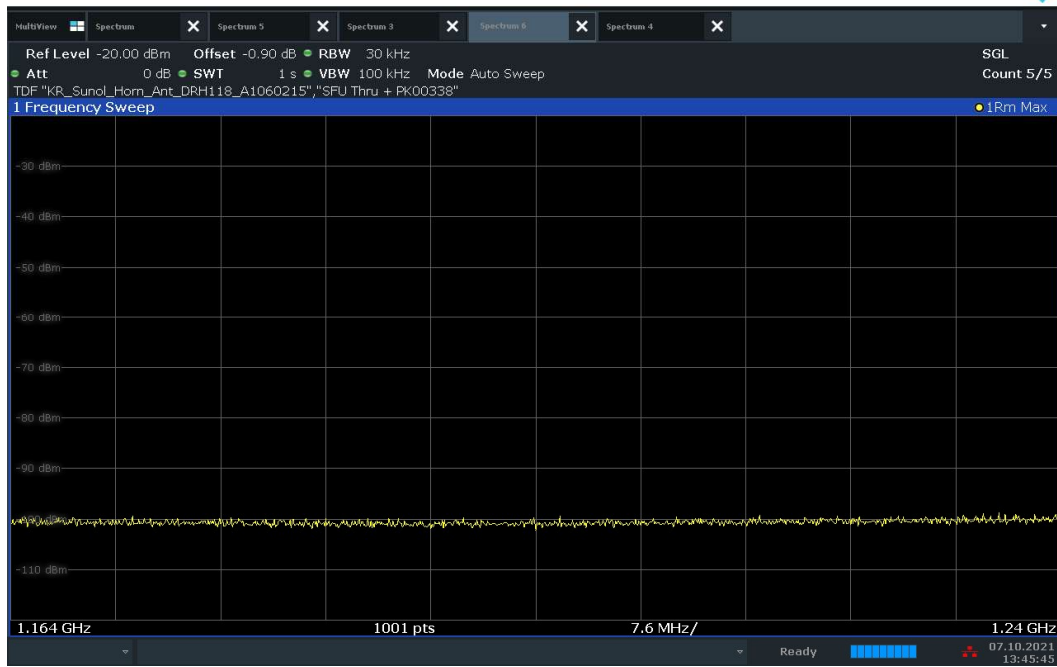 MultiView Spectrum Spectrum 5 Spectrum 3 Spectrum 6 Spectrum 4
Ref Level -20.00 dBm Offset -0.90 dB RBW 30 kHz SGL
Att 0 dB SWT 1 s VBW 100 kHz Mode Auto Sweep Count 5/5
TDF "KR_Sunol_Horn_Ant_DRH118_A1060215","SFU Thru + PK00338"
1 Frequency Sweep 1Rm Max
-30 dBm
-40 dBm
-50 dBm
-60 dBm
-70 dBm
-80 dBm
-90 dBm
-100 dBm
-110 dBm
1.164 GHz 1001 pts 7.6 MHz/ 1.24 GHz
Ready 07.10.2021
13:45:45